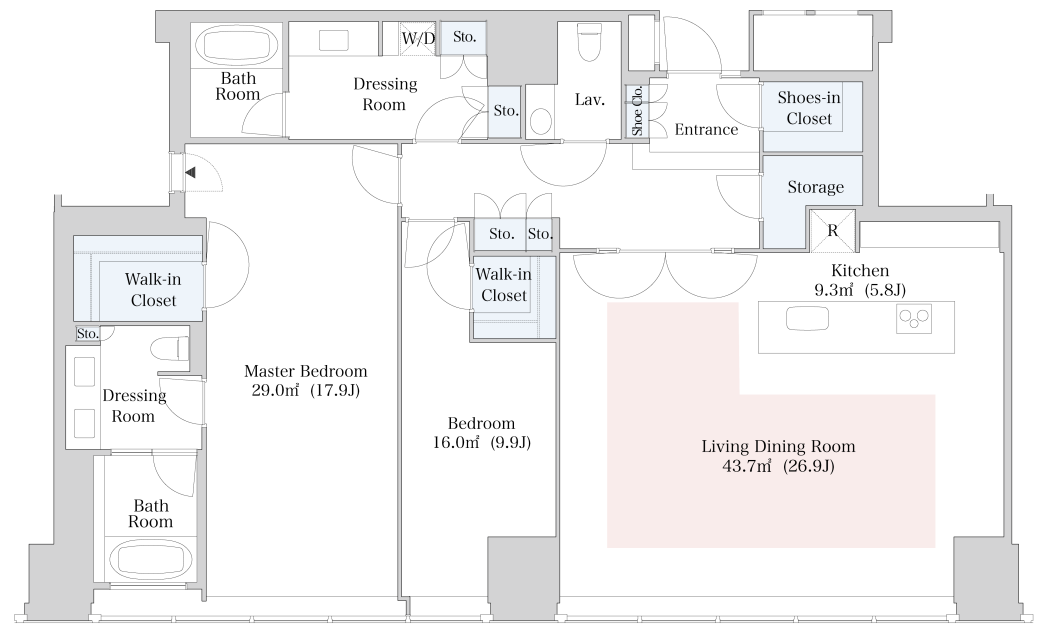 W/D
Sto.
Bath
Room
Dressing
Room
Sto.
Lav.
Shoe Clo.
Entrance
Shoes-in
Closet
Storage
Sto.
Sto.
R
Walk-in
Closet
Walk-in
Closet
Kitchen
9.3㎡ (5.8J)
Sto.
Master Bedroom
29.0㎡ (17.9J)
Dressing
Room
Bedroom
16.0㎡ (9.9J)
Living Dining Room
43.7㎡ (26.9J)
Bath
Room